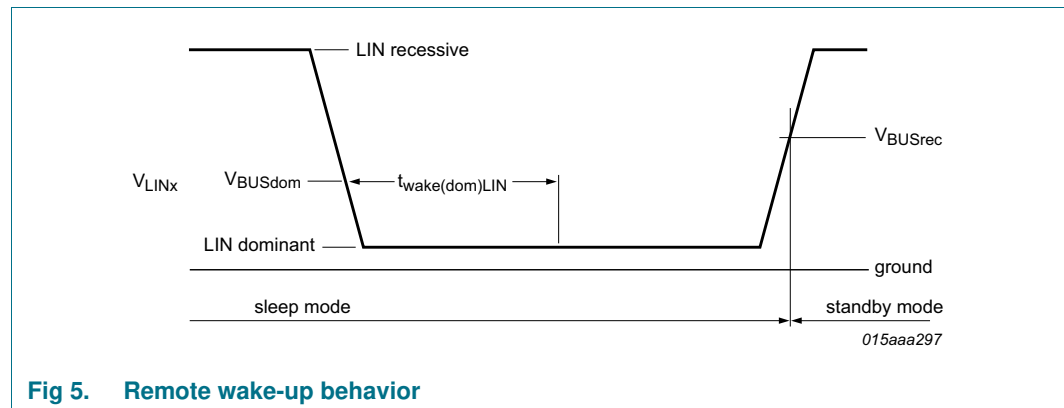 LIN recessive
VBUSrec
VLINx
VBUSdom
twake(dom)LIN
LIN dominant
ground
sleep mode
standby mode
015aaa297
Fig 5. Remote wake-up behavior